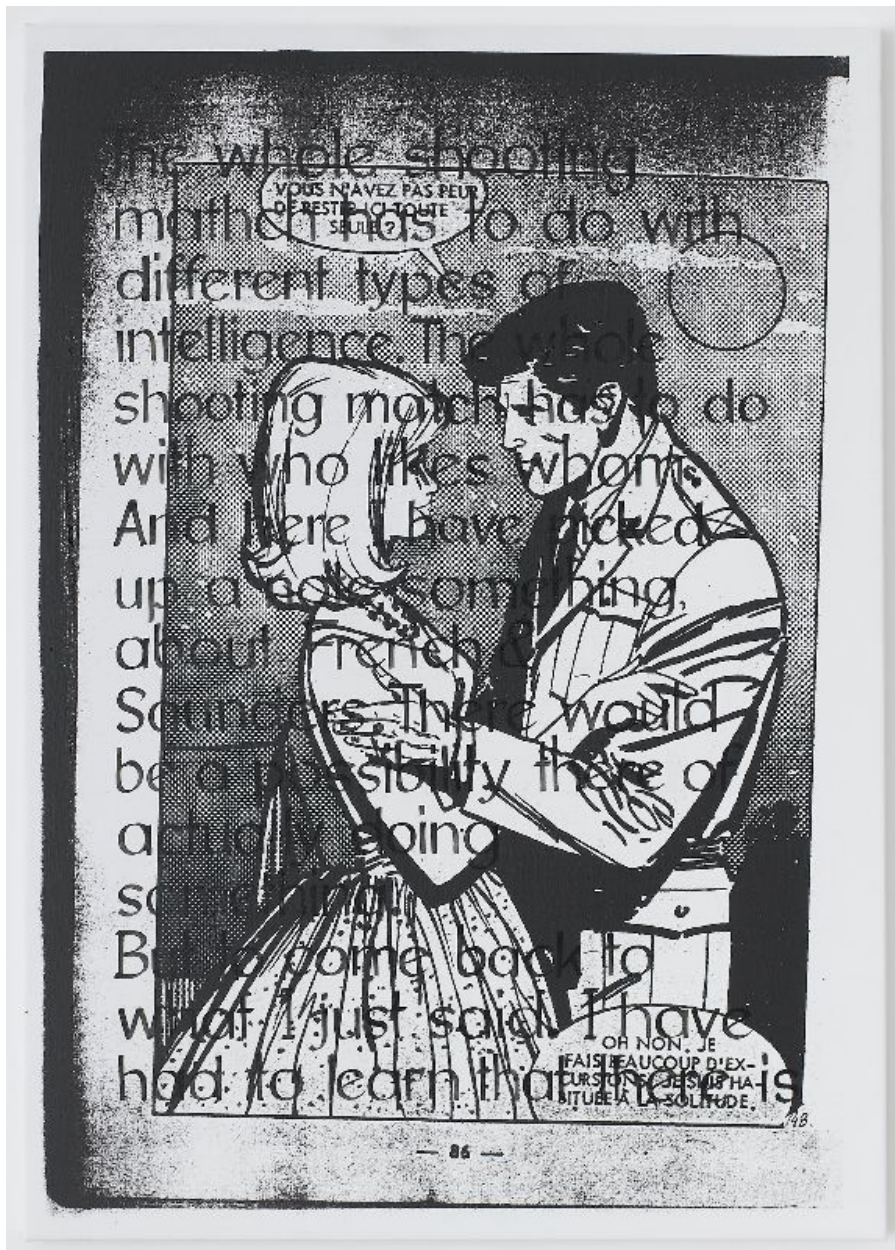 The whole shooting
match has to do with
different types of
intelligence. The whole
shooting match has to do
with who likes whom.
And here I have picked
up a note something,
about French &
Saunders. There would
be a possibility there of
actually doing
something.
But to come back to
what I just said. I have
had to learn that there is
VOUS N'AVEZ PAS PEUR
DE RESTER ICI TOUTE
SEULE ?
OH NON. JE
FAIS BEAUCOUP D'EX-
CURSIONS. JE SUIS HA-
BITUÉE À LA SOLITUDE.
— 86 —